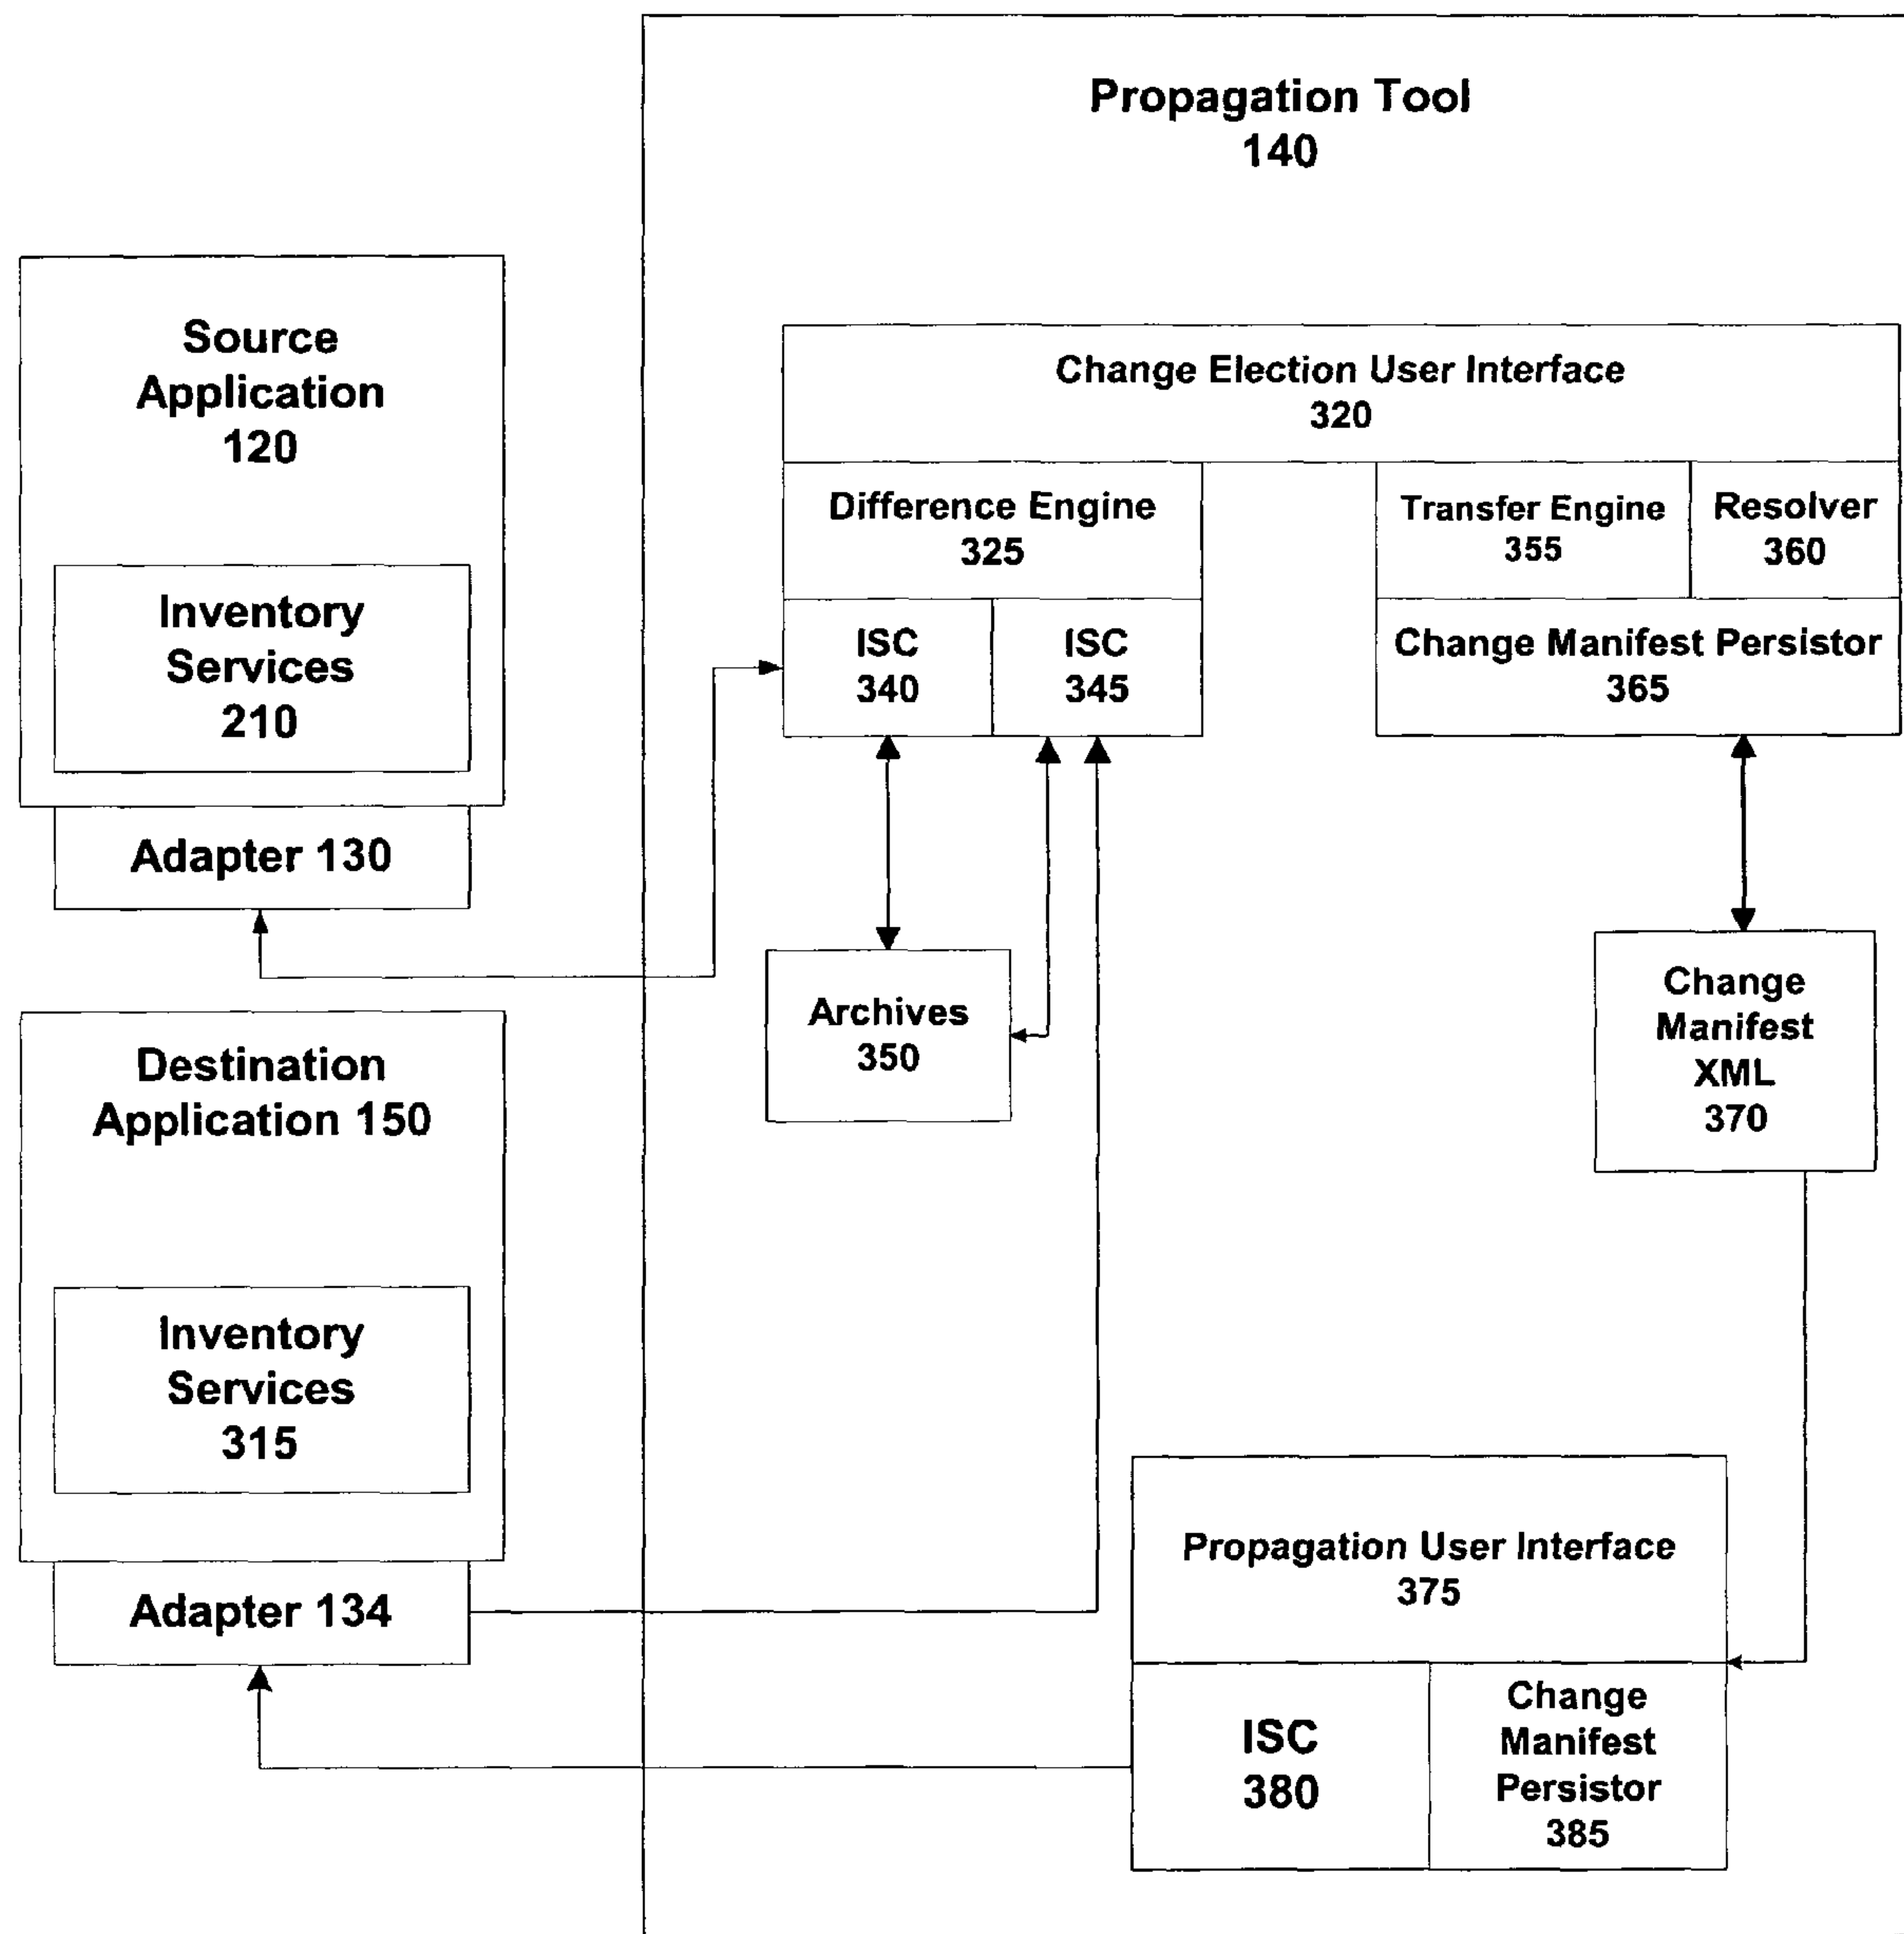 Propagation Tool
140
Source
Application
120
Inventory
Services
210
Adapter 130
Change Election User Interface
320
Difference Engine
325
Transfer Engine
355
Resolver
360
ISC
340
ISC
345
Change Manifest Persistor
365
Archives
350
Change
Manifest
XML
370
Destination
Application 150
Inventory
Services
315
Adapter 134
Propagation User Interface
375
ISC
380
Change
Manifest
Persistor
385